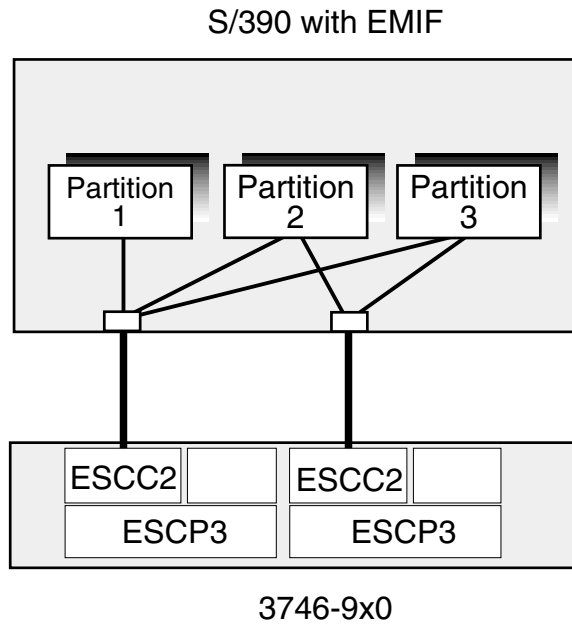 S/390 with EMIF
Partition
1
Partition
2
Partition
3
ESCC2
ESCC2
ESCP3
ESCP3
3746-9x0